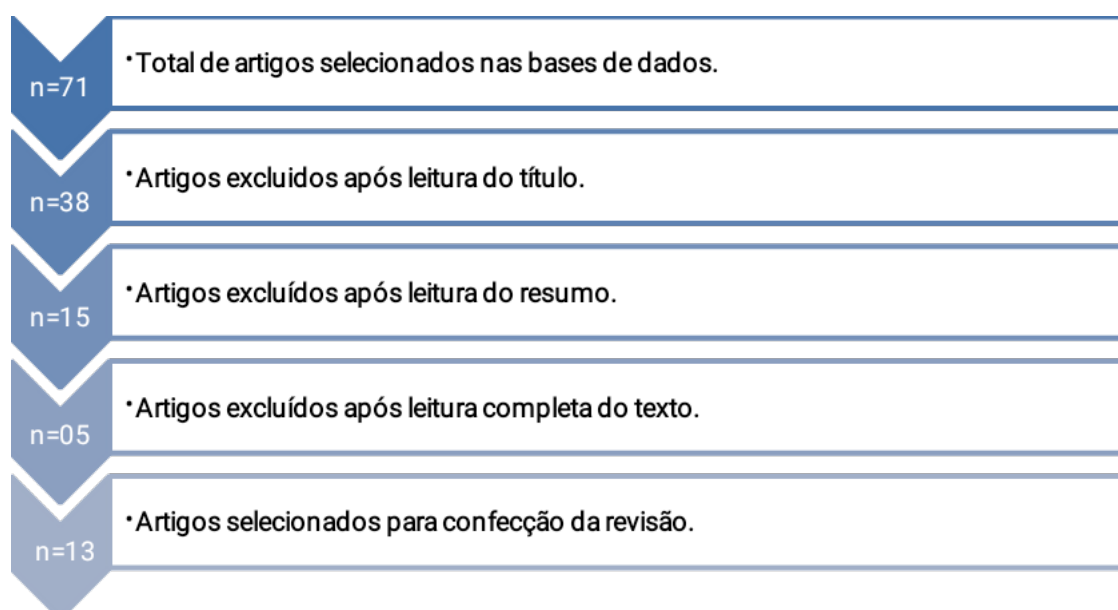 n=71
•Total de artigos selecionados nas bases de dados.
n=38
•Artigos excluidos após leitura do título.
n=15
•Artigos excluídos após leitura do resumo.
n=05
•Artigos excluídos após leitura completa do texto.
n=13
•Artigos selecionados para confecção da revisão.